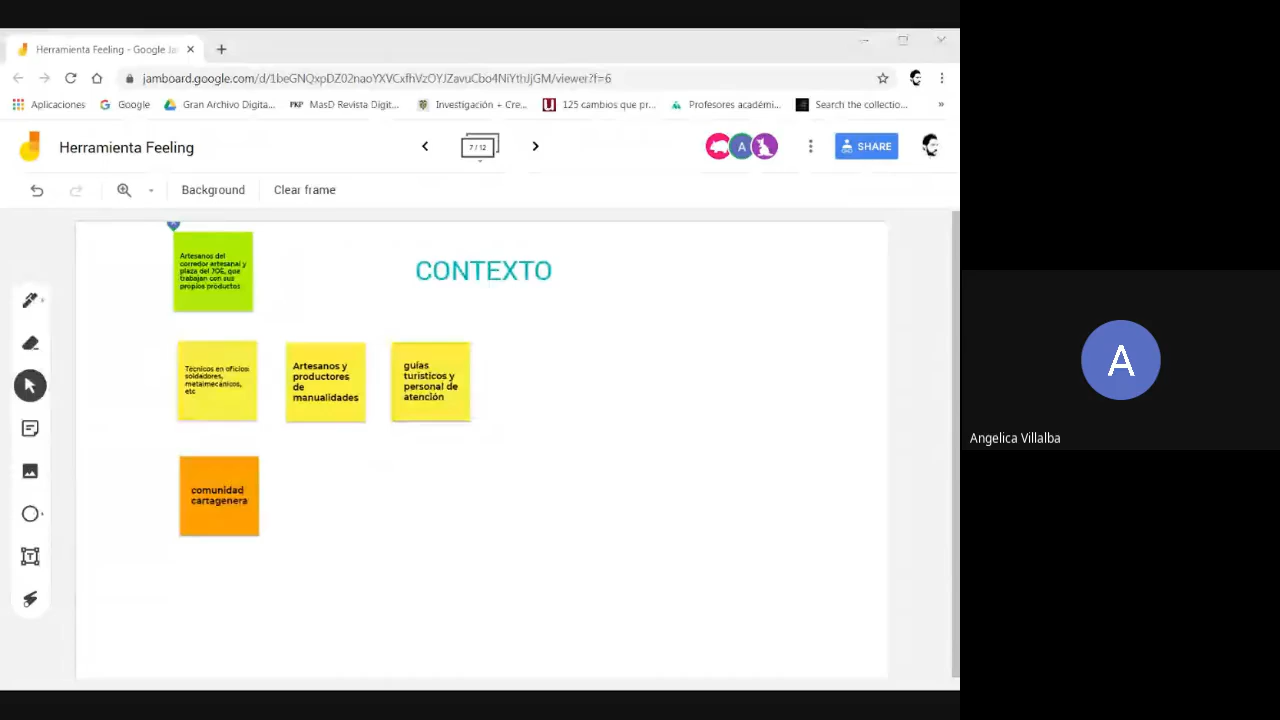 Herramienta Feeling - Google Ja
jamboard.google.com/d/1beGNQxpDZ02naoYXVCxfhVzOYJZavuCbo4NiYthJjGM/viewer?f=6
Aplicaciones
Google
Gran Archivo Digita...
PKP MasD Revista Digit...
Investigación + Cre...
125 cambios que pr...
Profesores académi...
Search the collectio...
»
Herramienta Feeling
7 / 12
A
SHARE
Background
Clear frame
Artesanos del
corredor artesanal y
plaza del JOE, que
trabajan con sus
propios productos
CONTEXTO
Técnicos en oficios:
soldadores,
metalmecánicos,
etc
Artesanos y
productores
de
manualidades
guías
turisticos y
personal de
atención
comunidad
cartagenera
A
Angelica Villalba